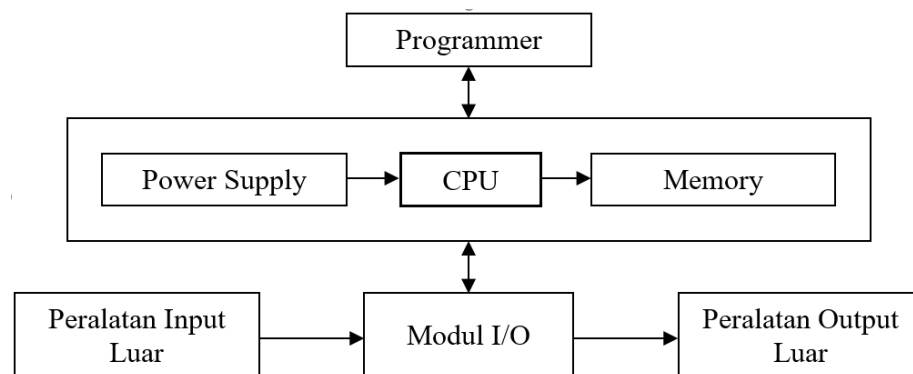 Programmer
Power Supply
CPU
Memory
Peralatan Input
Luar
Modul I/O
Peralatan Output
Luar